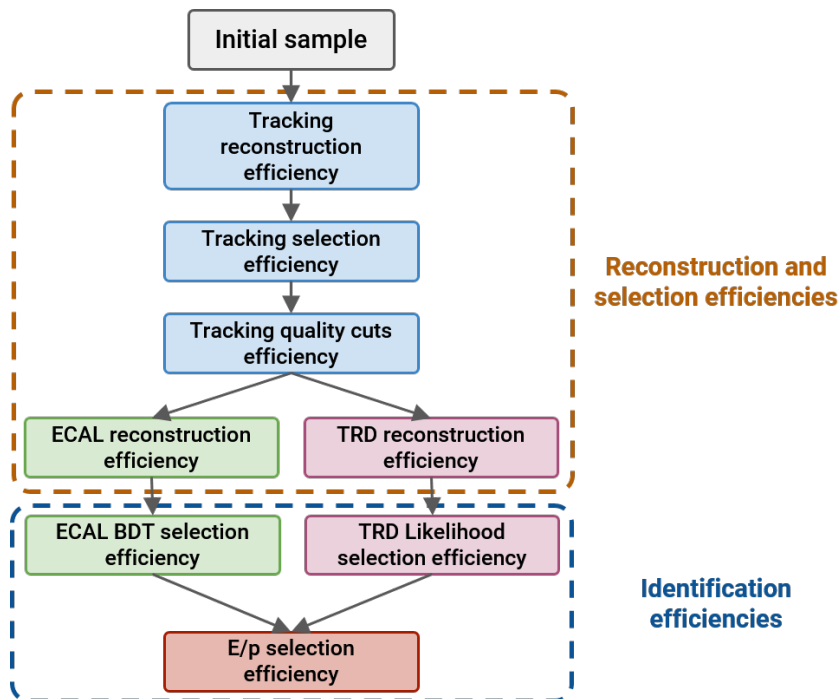 Initial sample
Tracking
reconstruction
efficiency
Tracking selection
efficiency
Tracking quality cuts
efficiency
Reconstruction and
selection efficiencies
ECAL reconstruction
efficiency
TRD reconstruction
efficiency
ECAL BDT selection
efficiency
TRD Likelihood
selection efficiency
Identification
efficiencies
E/p selection
efficiency